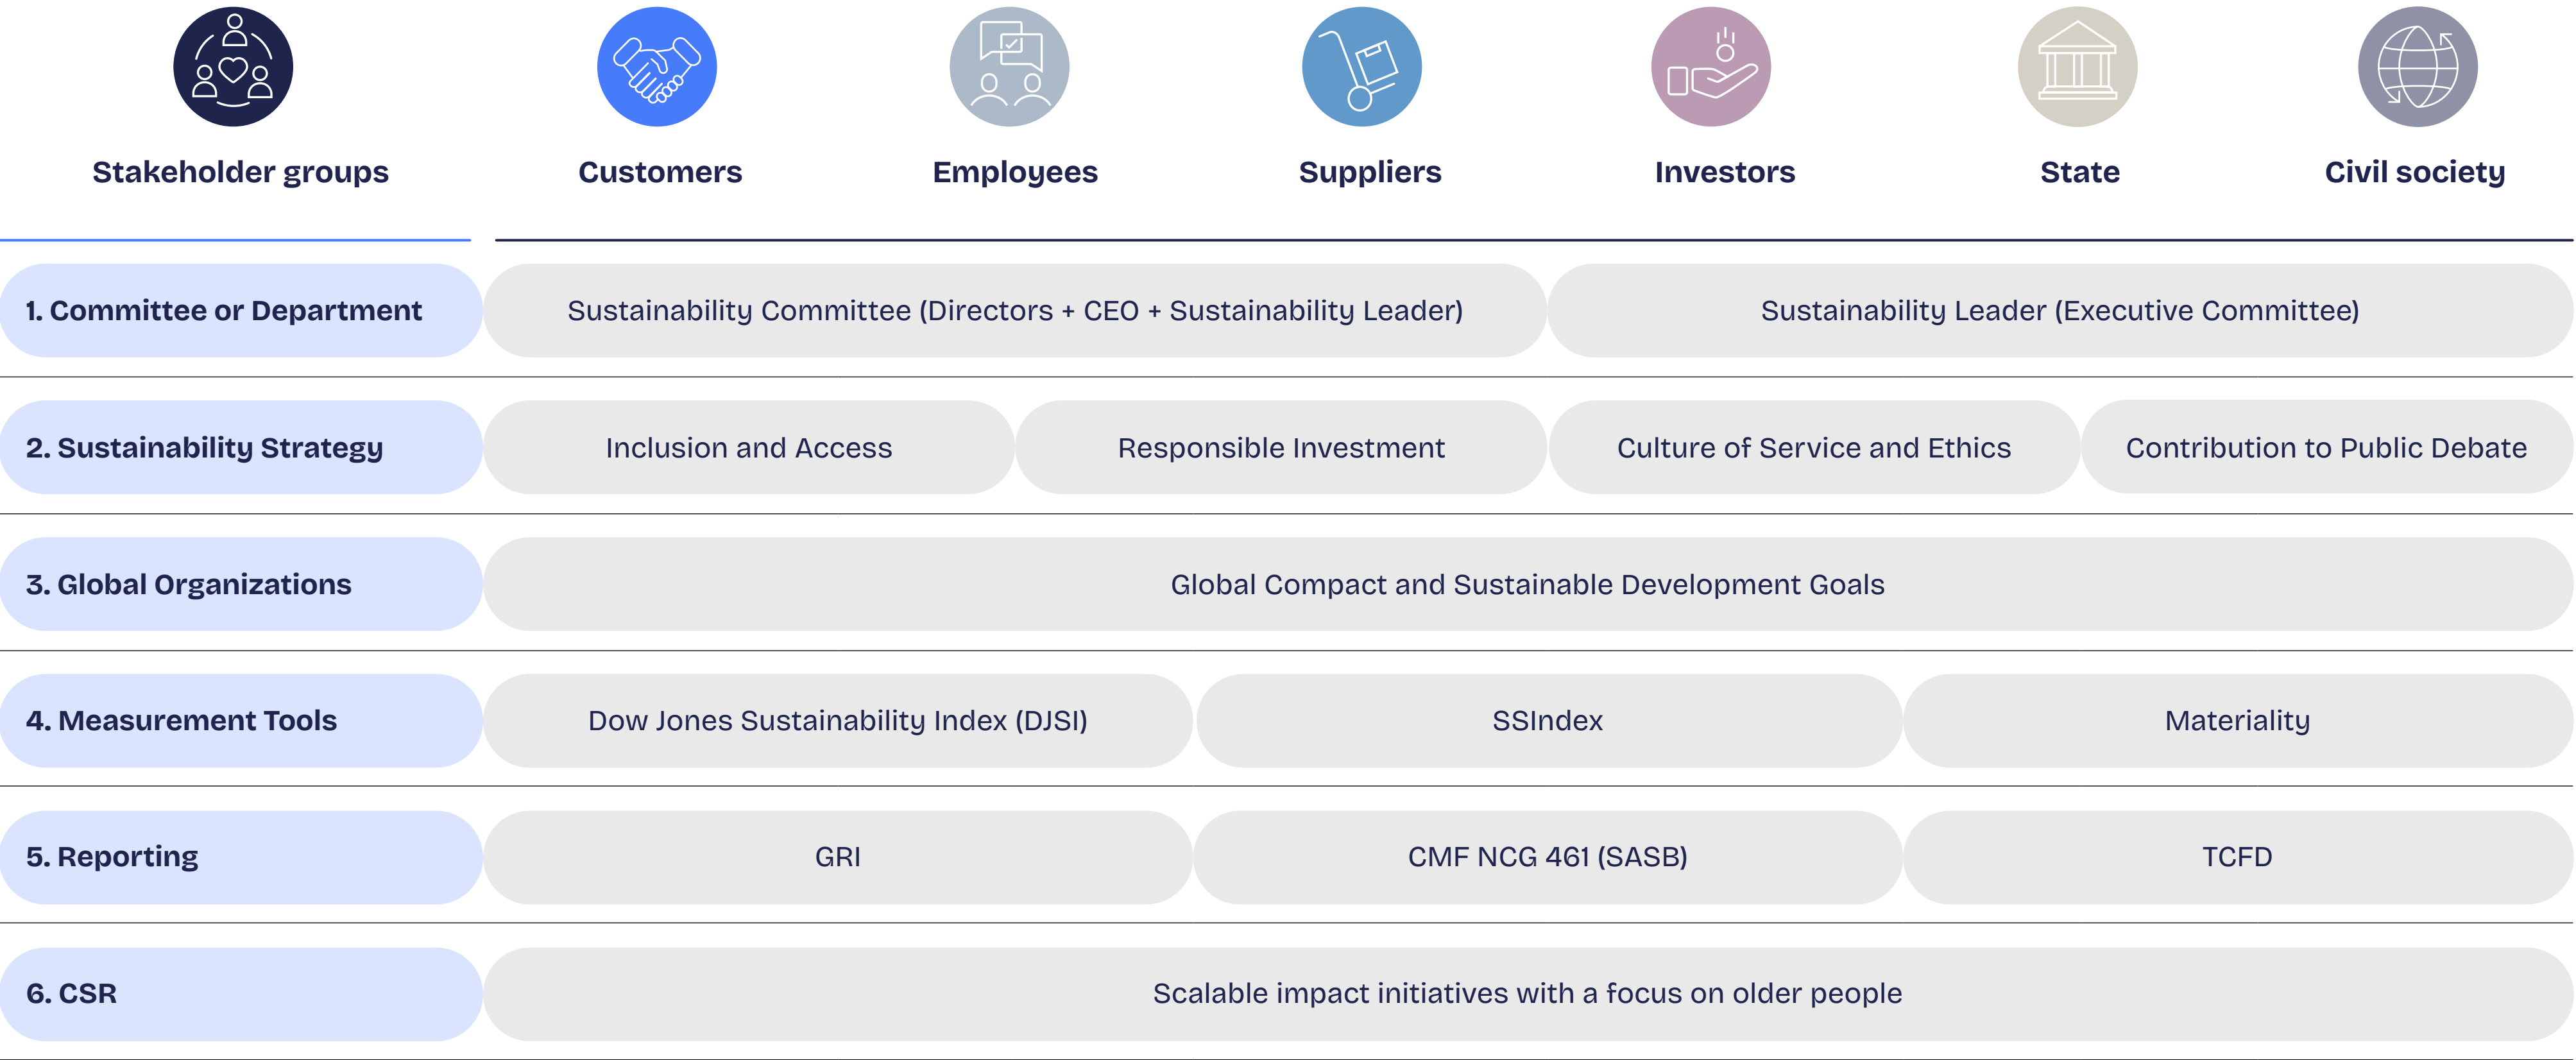 Stakeholder groups
Customers
Employees
Suppliers
Investors
State
Civil society
1. Committee or Department
Sustainability Committee (Directors + CEO + Sustainability Leader)
Sustainability Leader (Executive Committee)
2. Sustainability Strategy
Inclusion and Access
Responsible Investment
Culture of Service and Ethics
Contribution to Public Debate
3. Global Organizations
Global Compact and Sustainable Development Goals
4. Measurement Tools
Dow Jones Sustainability Index (DJSI)
SSIndex
Materiality
5. Reporting
GRI
CMF NCG 461 (SASB)
TCFD
6. CSR
Scalable impact initiatives with a focus on older people